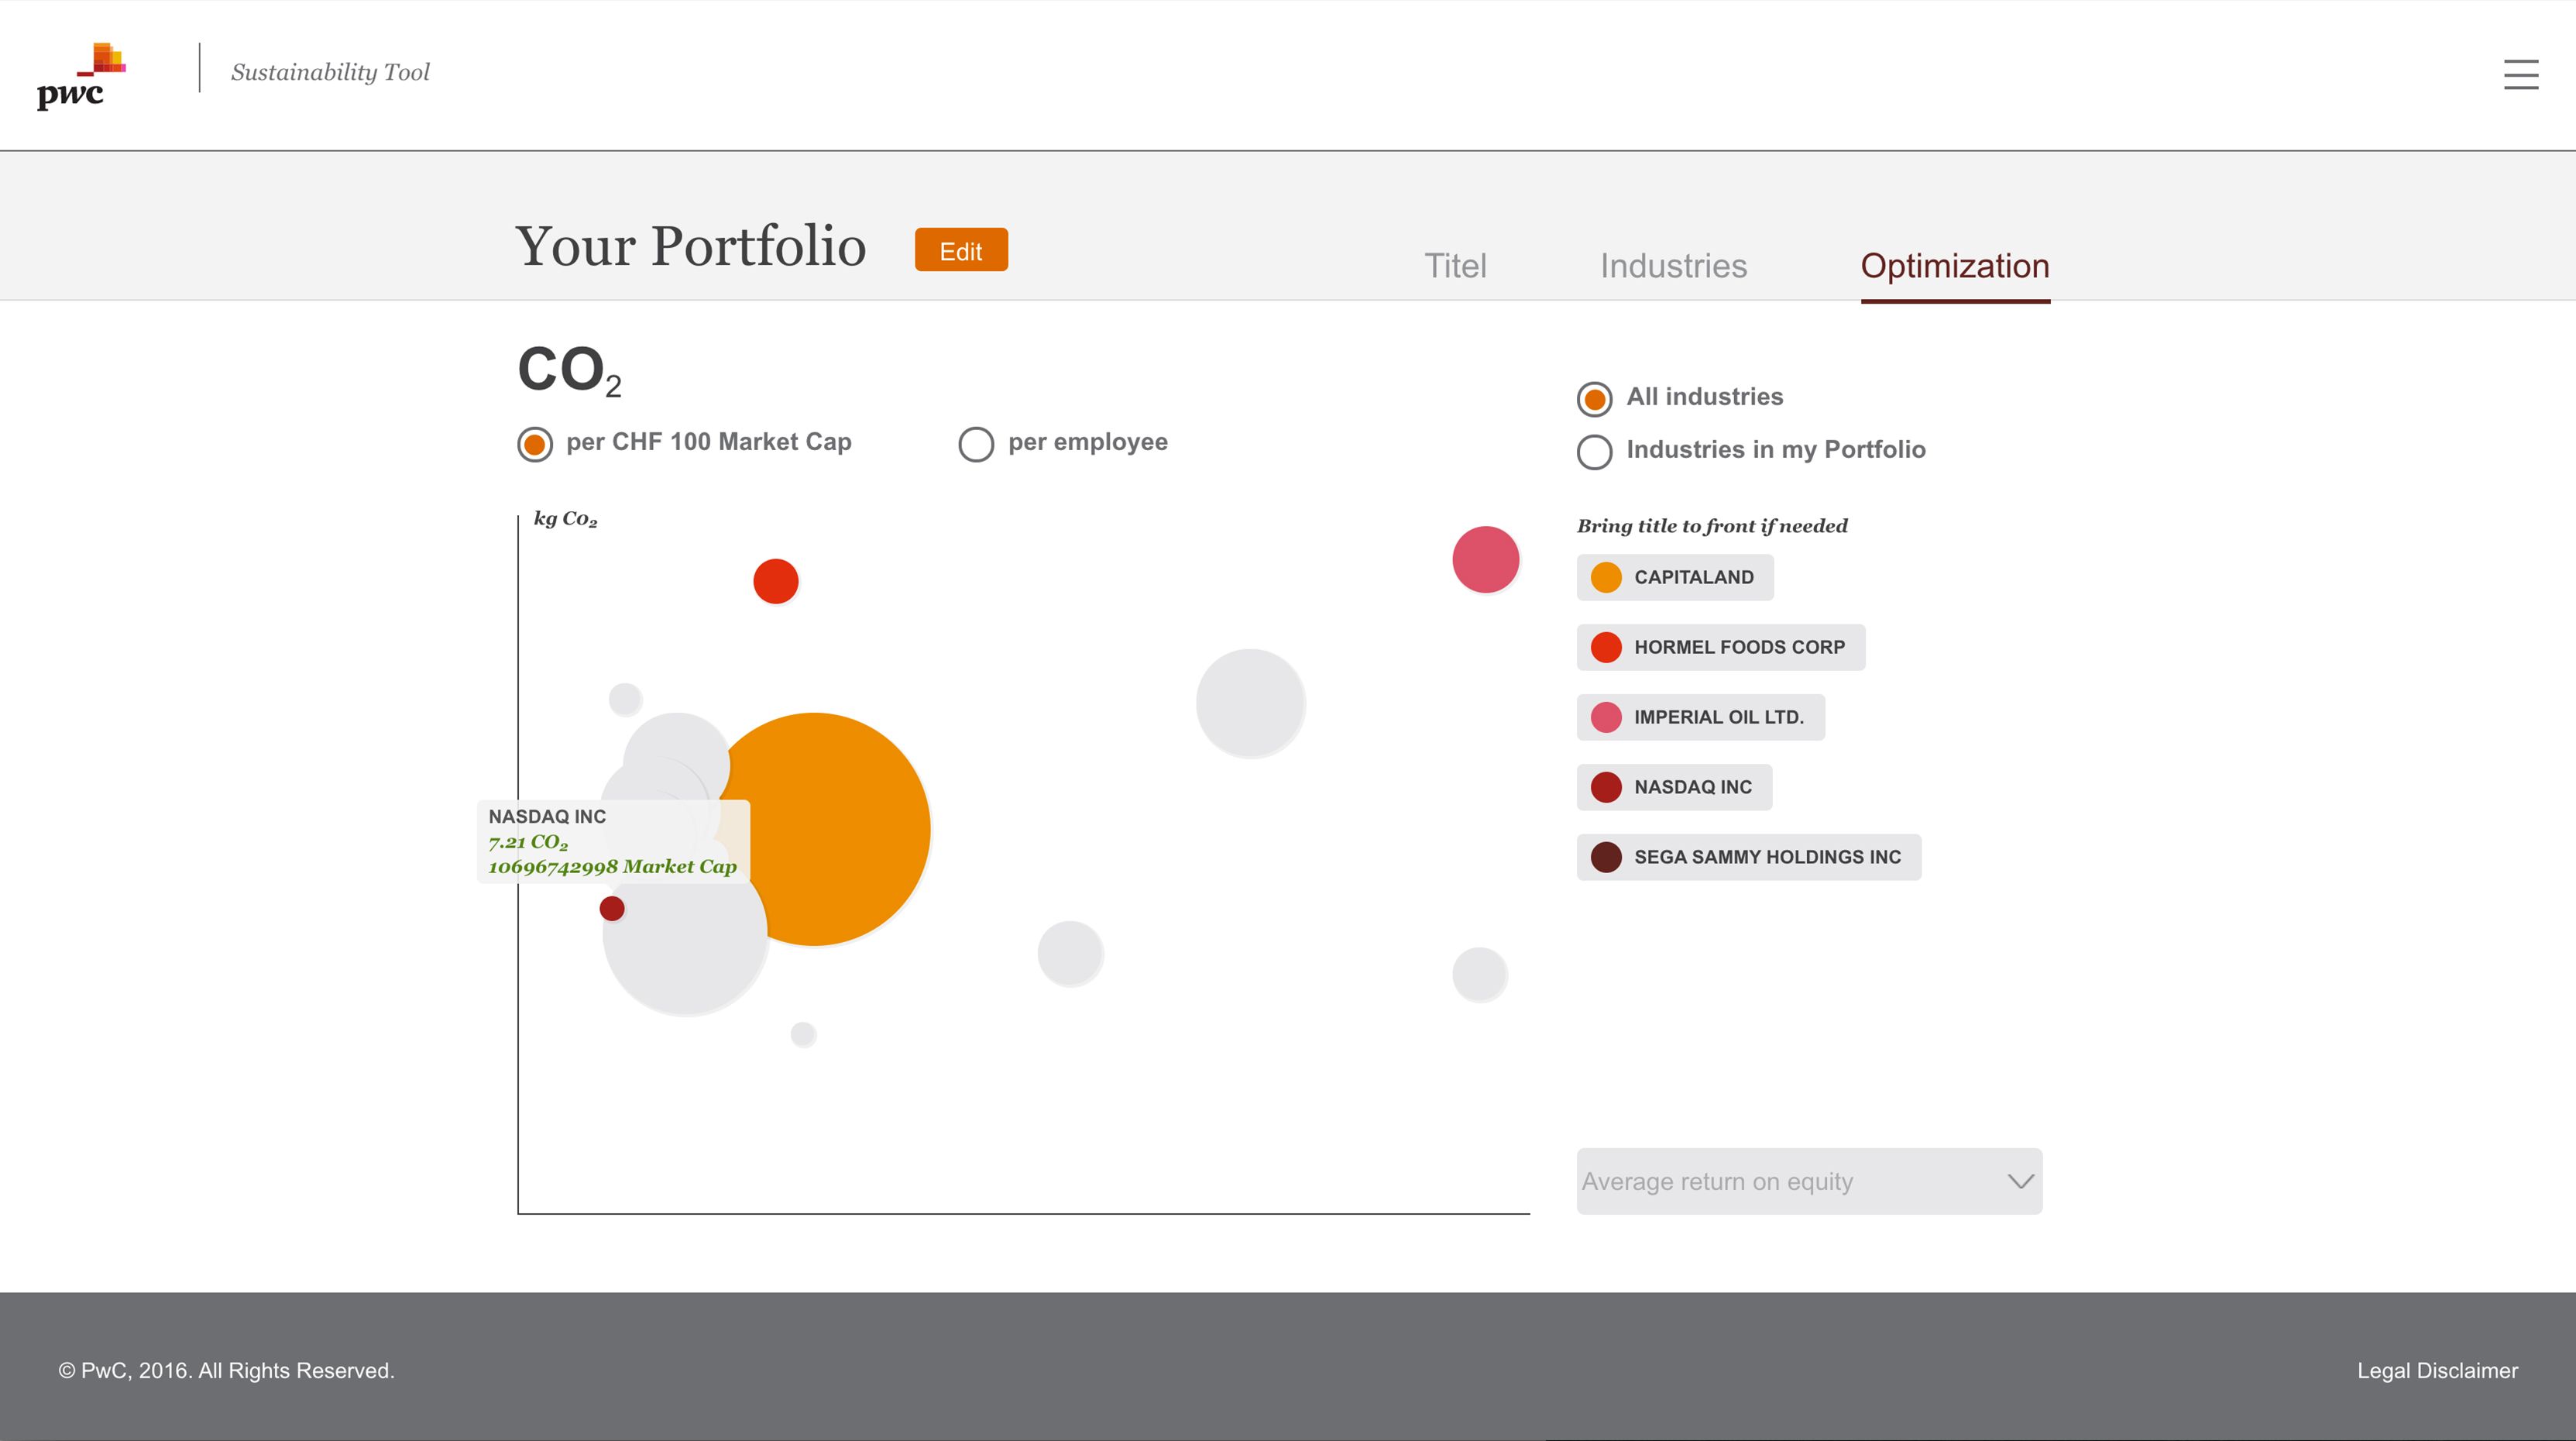 pwc
Sustainability Tool
Your Portfolio
Edit
Titel
Industries
Optimization
CO₂
per CHF 100 Market Cap
per employee
All industries
Industries in my Portfolio
kg Co₂
Bring title to front if needed
CAPITALAND
HORMEL FOODS CORP
IMPERIAL OIL LTD.
NASDAQ INC
SEGA SAMMY HOLDINGS INC
NASDAQ INC
7.21 CO₂
10696742998 Market Cap
Average return on equity
© PwC, 2016. All Rights Reserved.
Legal Disclaimer